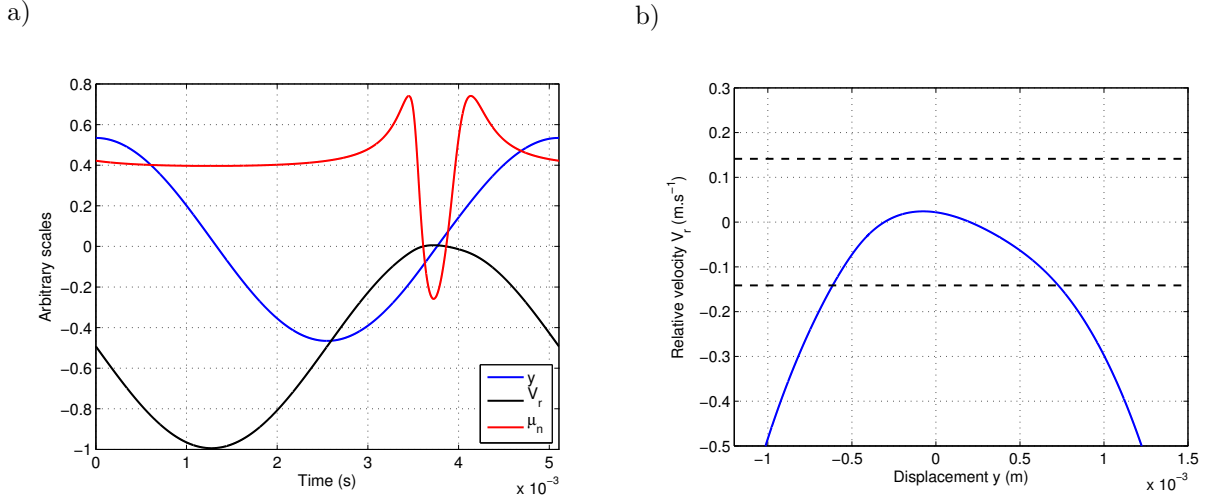 a)
0.8
0.6
0.4
0.2
0
−0.2
−0.4
−0.6
−0.8
−1
Arbitrary scales
0 1 2 3 4 5
Time (s)
x 10⁻³
y
V_r
μ_n
b)
0.3
0.2
0.1
0
−0.1
−0.2
−0.3
−0.4
−0.5
Relative velocity V_r (m.s⁻¹)
−1 −0.5 0 0.5 1 1.5
Displacement y (m)
x 10⁻³